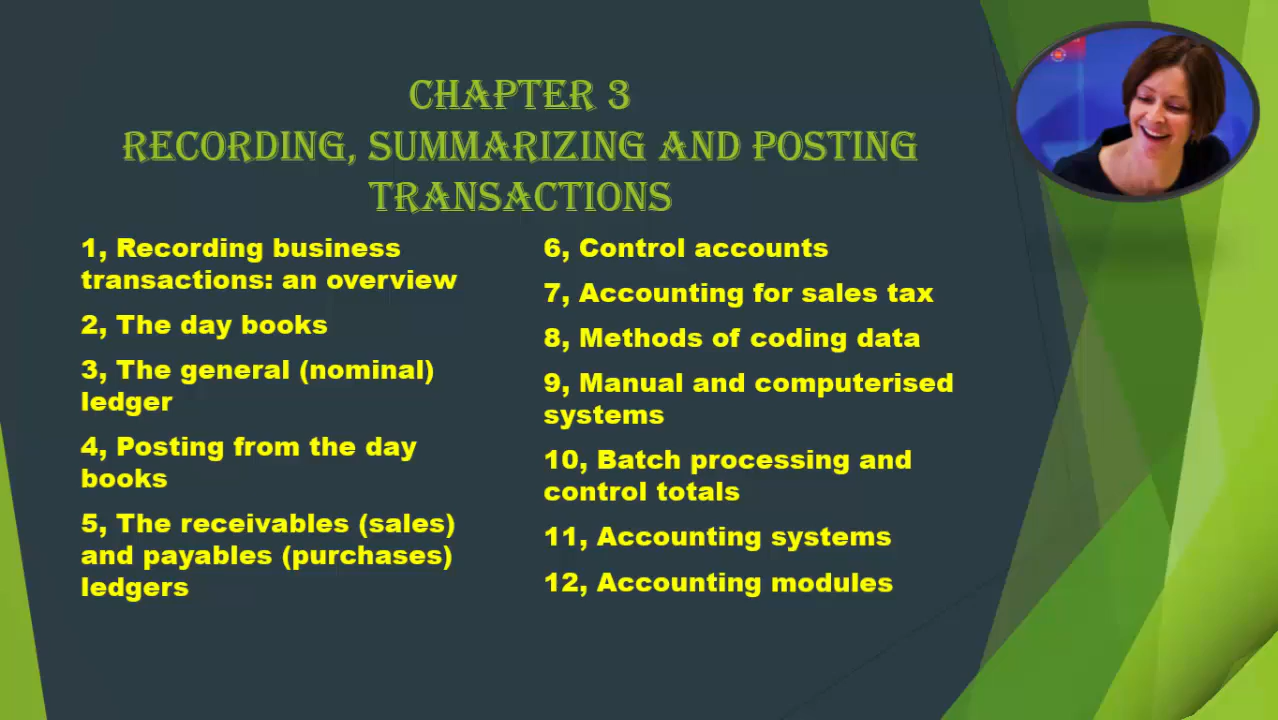 CHAPTER 3
RECORDING, SUMMARIZING AND POSTING
TRANSACTIONS
1, Recording business
transactions: an overview
2, The day books
3, The general (nominal)
ledger
4, Posting from the day
books
5, The receivables (sales)
and payables (purchases)
ledgers
6, Control accounts
7, Accounting for sales tax
8, Methods of coding data
9, Manual and computerised
systems
10, Batch processing and
control totals
11, Accounting systems
12, Accounting modules